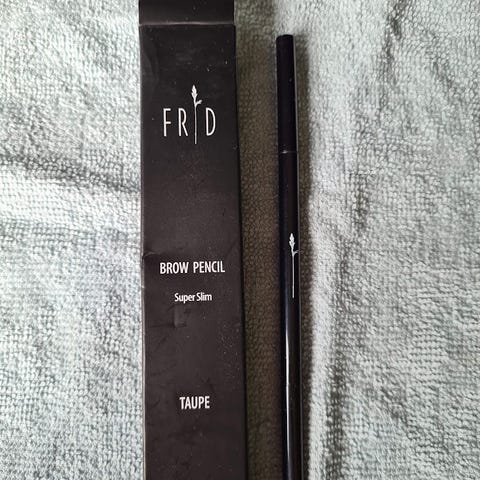 FRID
BROW PENCIL
Super Slim
TAUPE